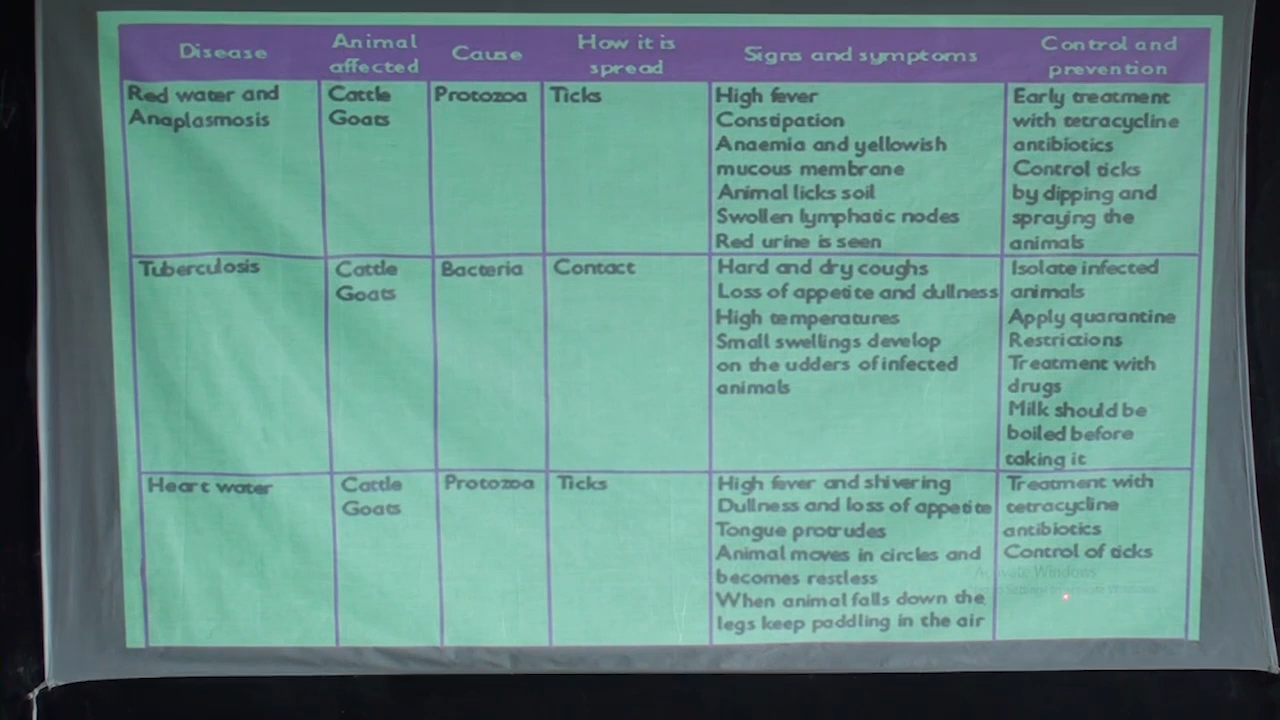 Disease
Animal
affected
Cause
How it is
spread
Signs and symptoms
Control and
prevention
Red water and
Anaplasmosis
Cattle
Goats
Protozoa
Ticks
High fever
Constipation
Anaemia and yellowish
mucous membrane
Animal licks soil
Swollen lymphatic nodes
Red urine is seen
Early treatment
with tetracycline
antibiotics
Control ticks
by dipping and
spraying the
animals
Tuberculosis
Cattle
Goats
Bacteria
Contact
Hard and dry coughs
Loss of appetite and dullness
High temperatures
Small swellings develop
on the udders of infected
animals
Isolate infected
animals
Apply quarantine
Restrictions
Treatment with
drugs
Milk should be
boiled before
taking it
Heart water
Cattle
Goats
Protozoa
Ticks
High fever and shivering
Dullness and loss of appetite
Tongue protrudes
Animal moves in circles and
becomes restless
When animal falls down the
legs keep paddling in the air
Treatment with
tetracycline
antibiotics
Control of ticks
Activate Windows